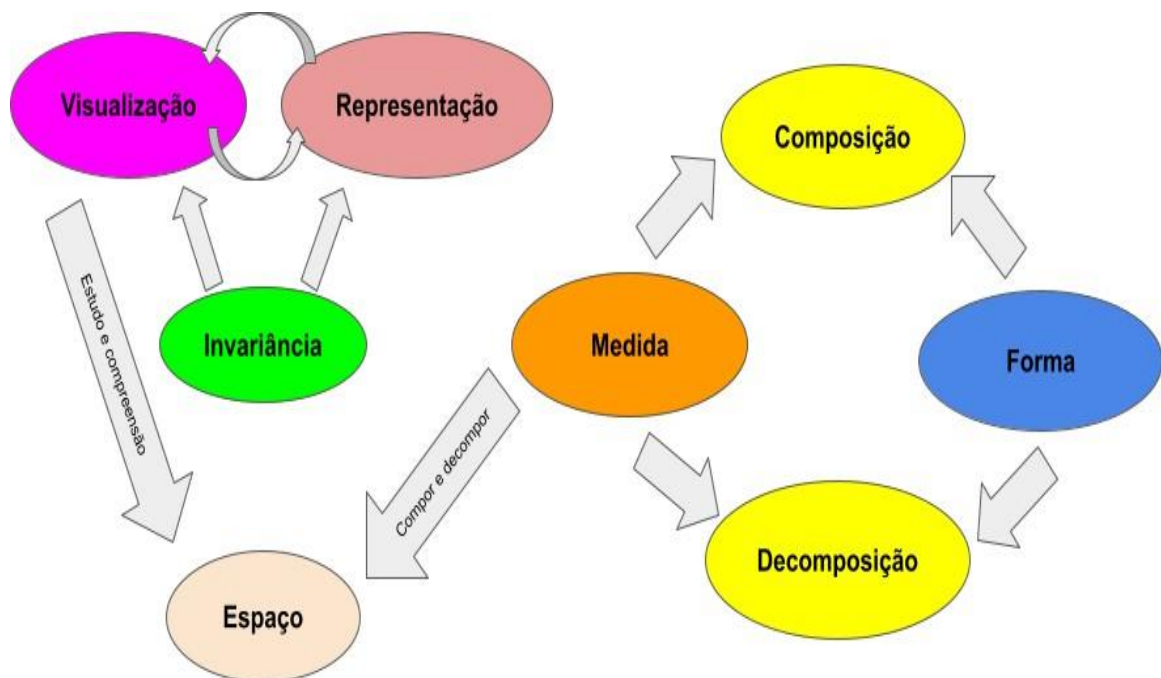 Visualização
Representação
Composição
Invariância
Medida
Forma
Estudo e compreensão
Compor e decompor
Decomposição
Espaço